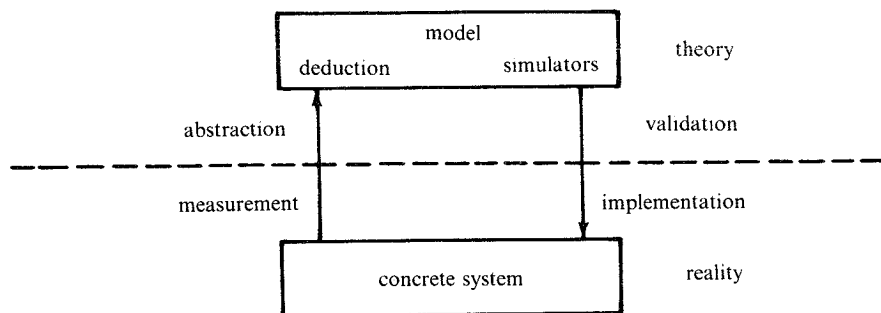 model
theory
deduction simulators
abstraction validation
measurement implementation
concrete system
reality